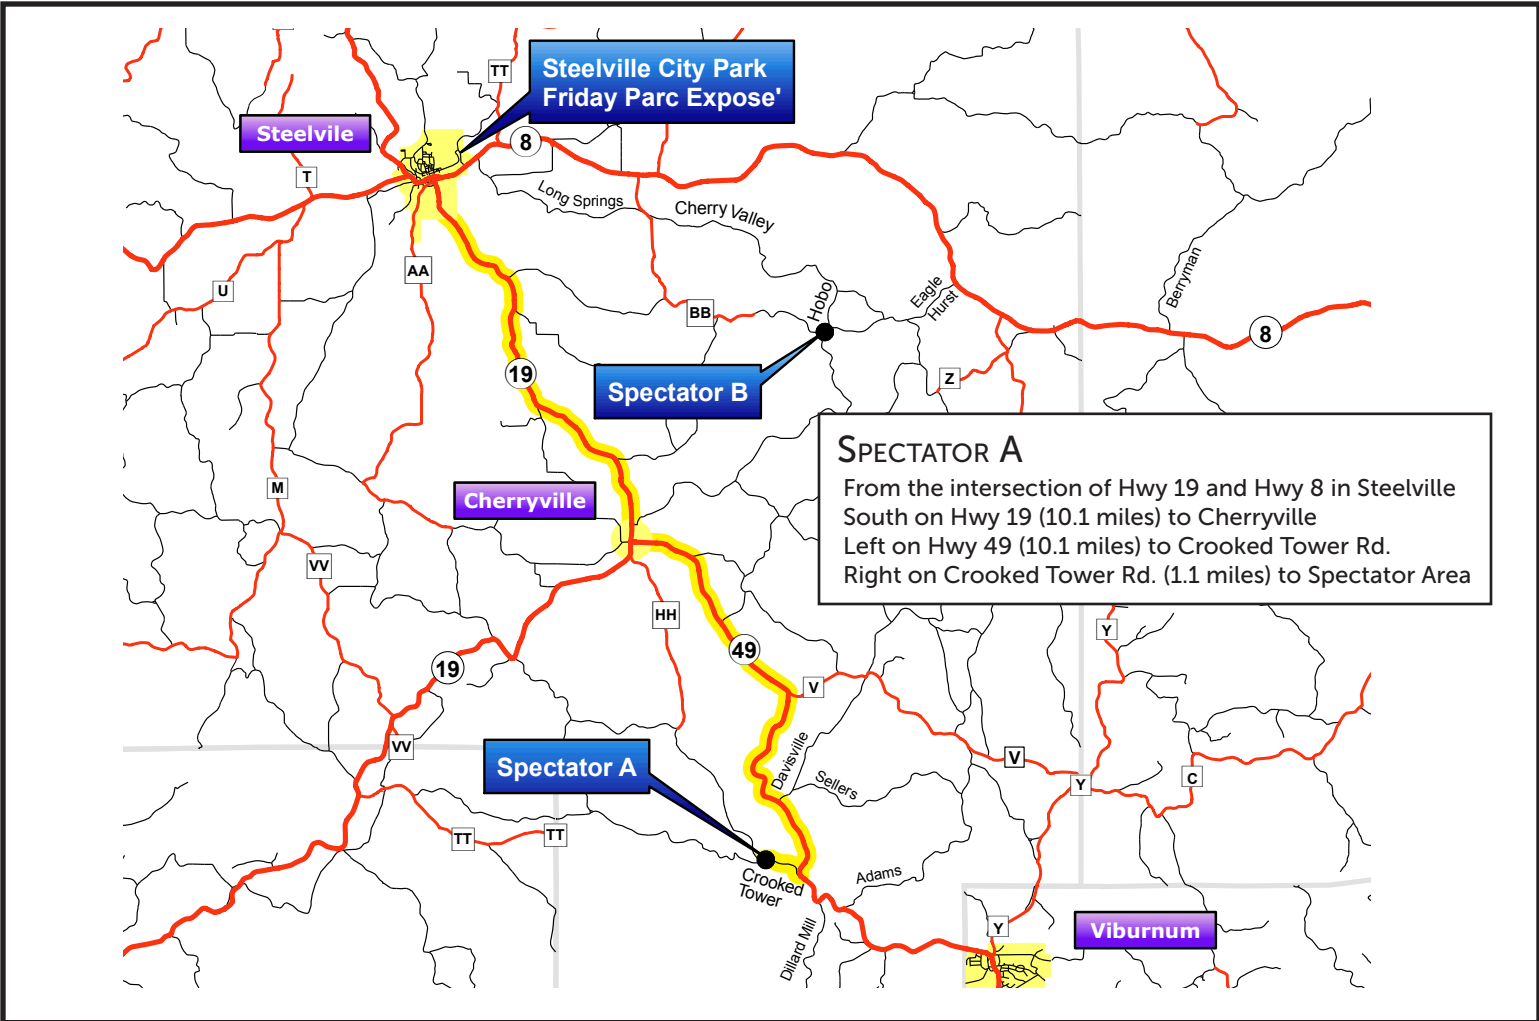 TT
Steelville City Park
Friday Parc Expose'
Steelvile
8
T
Long Springs
Cherry Valley
AA
U
Berryman
Eagle
Hurst
Hobo
BB
8
19
Z
Spectator B
SPECTATOR A
From the intersection of Hwy 19 and Hwy 8 in Steelville
South on Hwy 19 (10.1 miles) to Cherryville
Left on Hwy 49 (10.1 miles) to Crooked Tower Rd.
Right on Crooked Tower Rd. (1.1 miles) to Spectator Area
M
Cherryville
VV
HH
Y
49
19
V
VV
Davisville
V
Sellers
Spectator A
Y
C
TT
TT
Crooked
Tower
Adams
Dillard Mill
Y
Viburnum